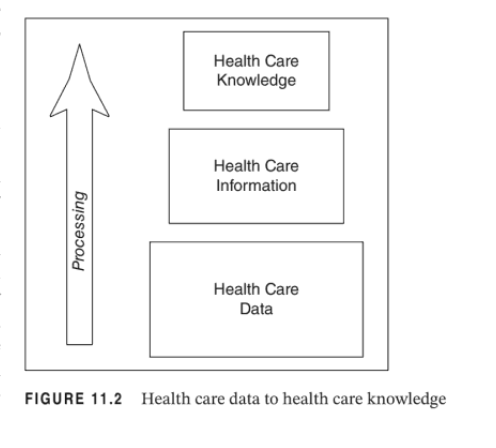 Health Care
Knowledge
Health Care
Information
Processing
Health Care
Data
FIGURE 11.2 Health care data to health care knowledge